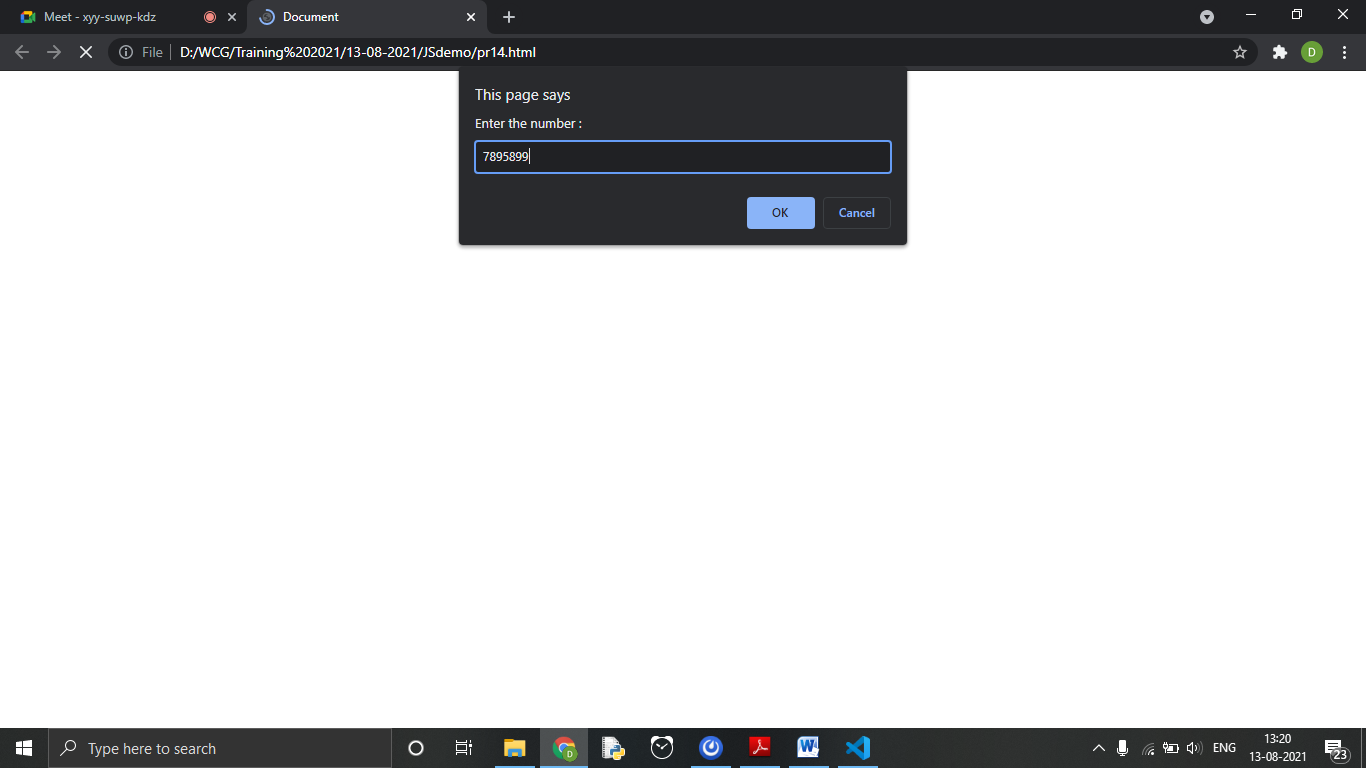 Meet - xyy-suwp-kdz
Document
File
D:/WCG/Training%202021/13-08-2021/JSdemo/pr14.html
D
This page says
Enter the number :
7895899
OK
Cancel
Type here to search
D
W
ENG
13:20
13-08-2021
23